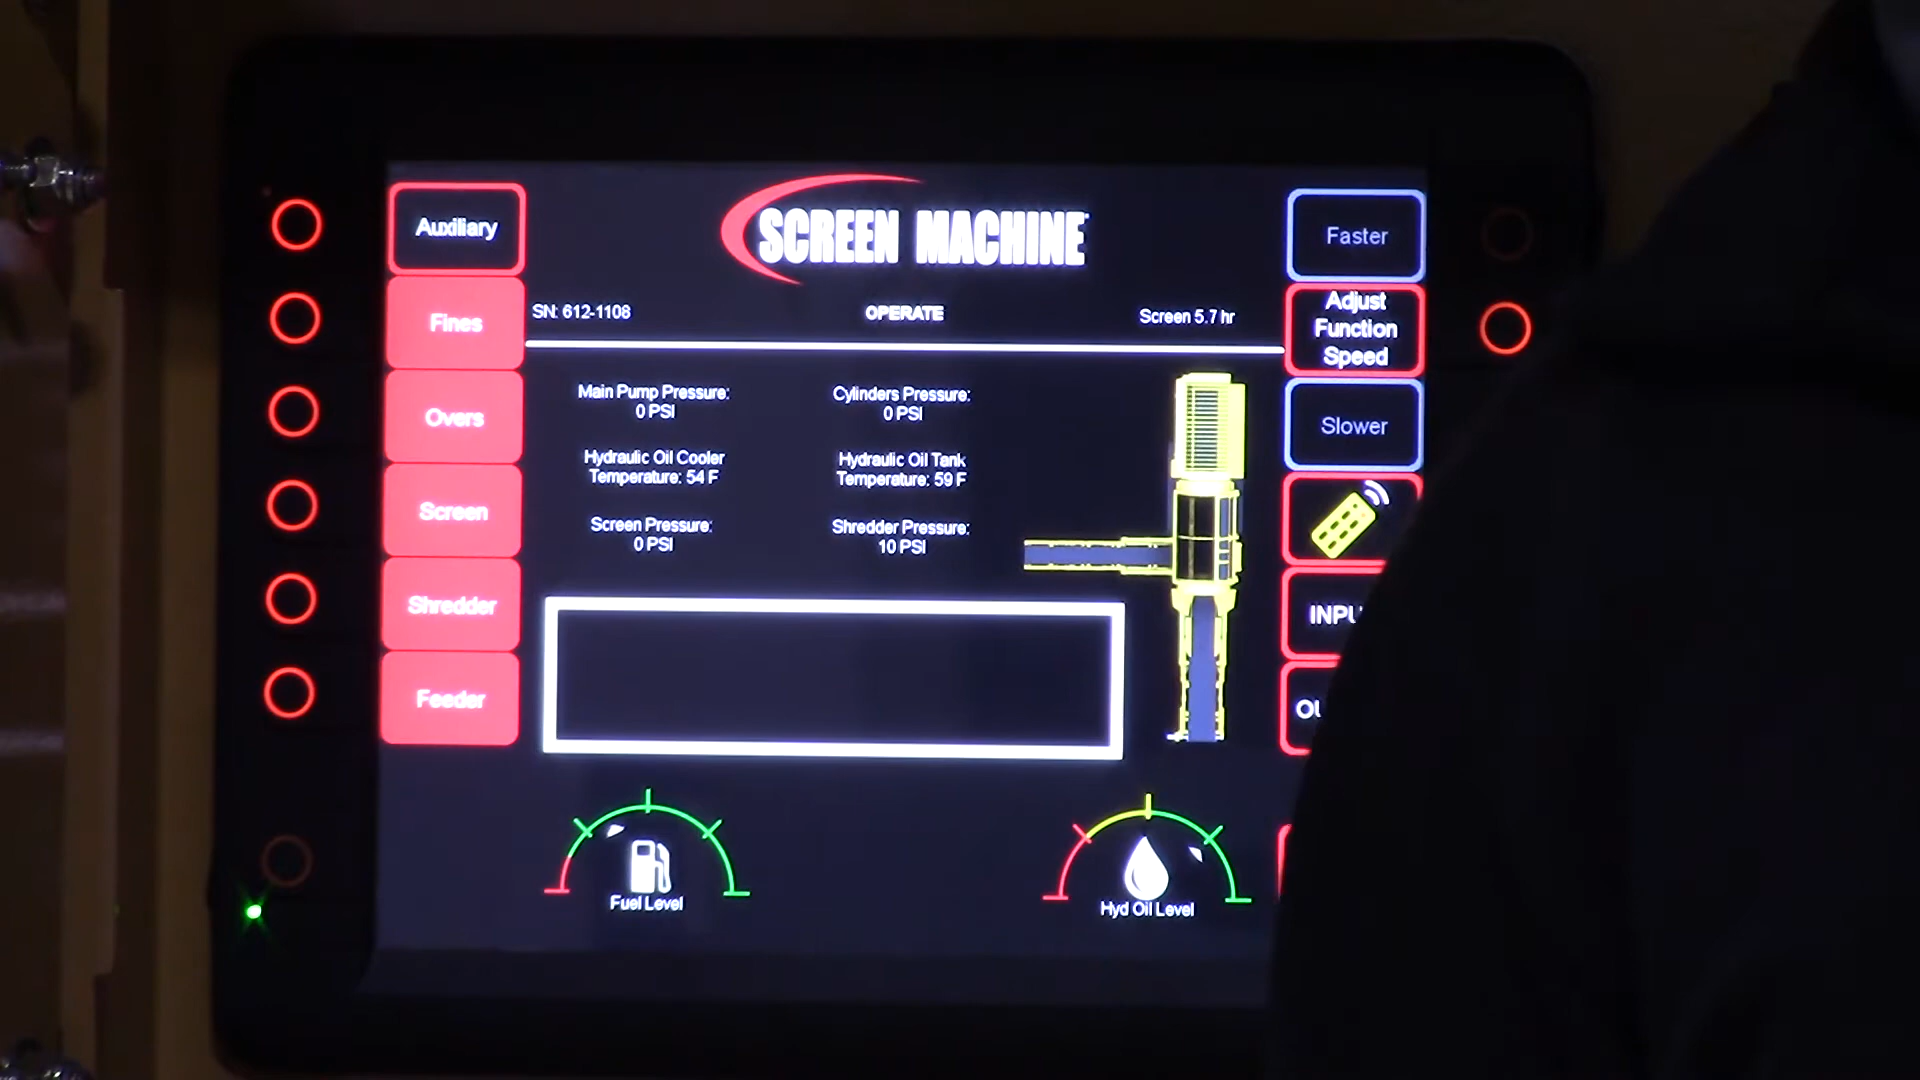 SCREEN MACHINE
Auxiliary
Fines
Overs
Screen
Shredder
Feeder
SN: 612-1108
OPERATE
Screen 5.7 hr
Main Pump Pressure:
0 PSI
Cylinders Pressure:
0 PSI
Hydraulic Oil Cooler
Temperature: 54 F
Hydraulic Oil Tank
Temperature: 59 F
Screen Pressure:
0 PSI
Shredder Pressure:
10 PSI
Fuel Level
Hyd Oil Level
Faster
Adjust
Function
Speed
Slower